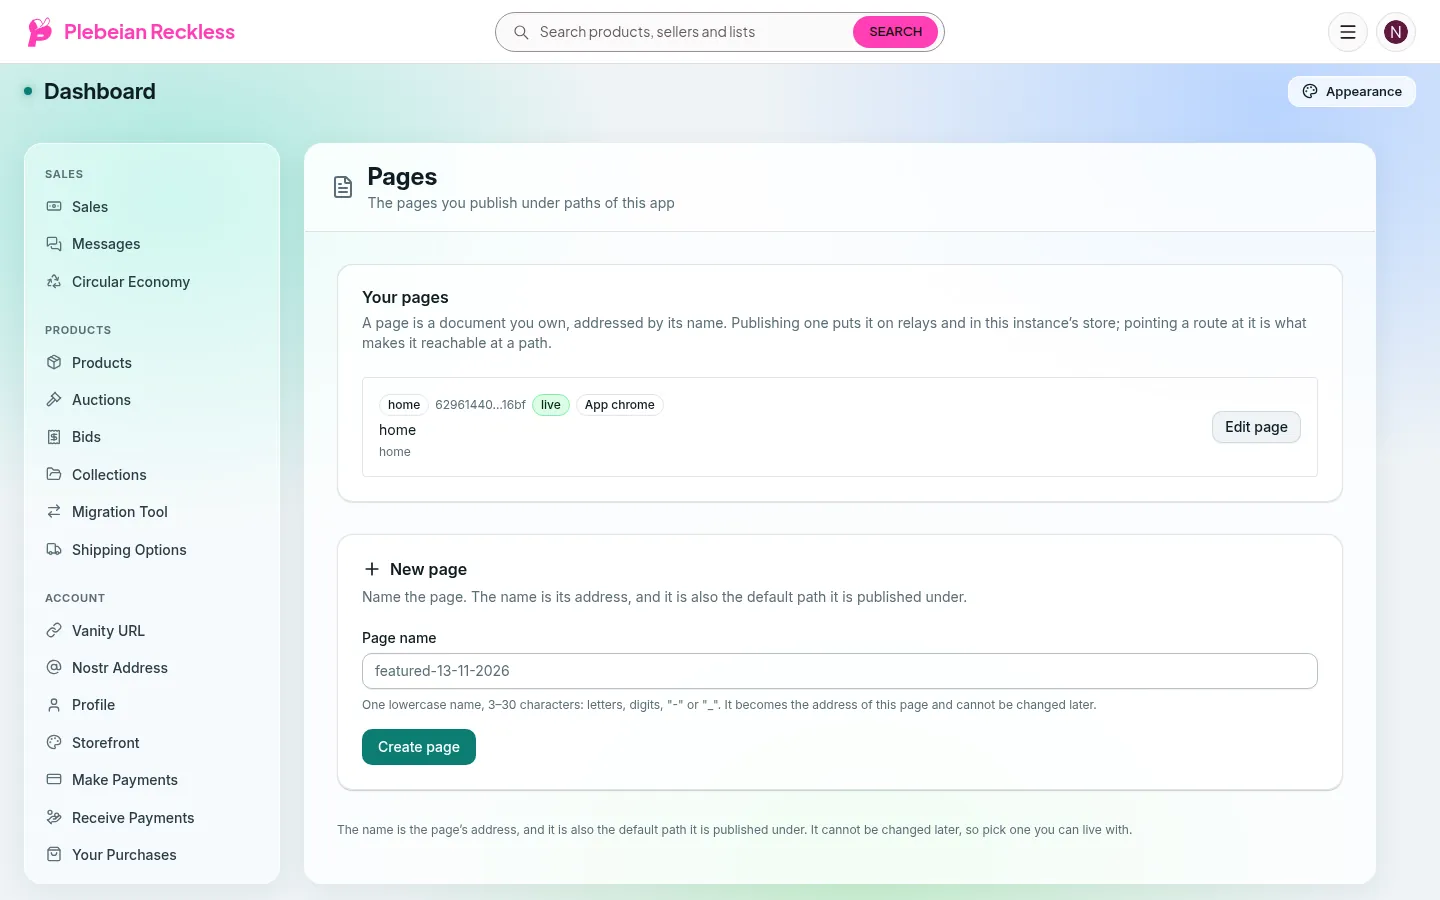 Plebeian Reckless
Search products, sellers and lists
SEARCH
N
Dashboard
Appearance
SALES
Sales
Messages
Circular Economy
PRODUCTS
Products
Auctions
Bids
Collections
Migration Tool
Shipping Options
ACCOUNT
Vanity URL
Nostr Address
Profile
Storefront
Make Payments
Receive Payments
Your Purchases
Pages
The pages you publish under paths of this app
Your pages
A page is a document you own, addressed by its name. Publishing one puts it on relays and in this instance’s store; pointing a route at it is what
makes it reachable at a path.
home 62961440…16bf live App chrome
home
home
Edit page
New page
Name the page. The name is its address, and it is also the default path it is published under.
Page name
featured-13-11-2026
One lowercase name, 3–30 characters: letters, digits, "-" or "_". It becomes the address of this page and cannot be changed later.
Create page
The name is the page’s address, and it is also the default path it is published under. It cannot be changed later, so pick one you can live with.